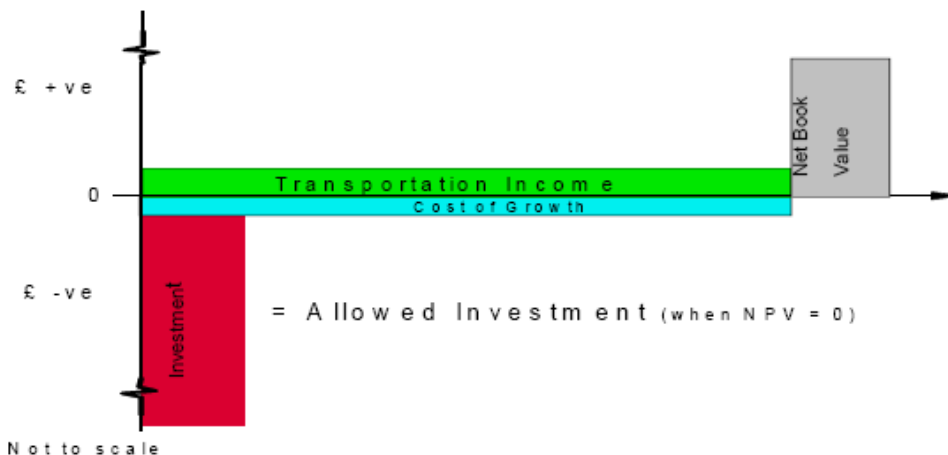 £ +ve
Net Book
Value
Transportation Income
0
Cost of Growth
£ -ve
Investment
= Allowed Investment (when NPV = 0)
Not to scale